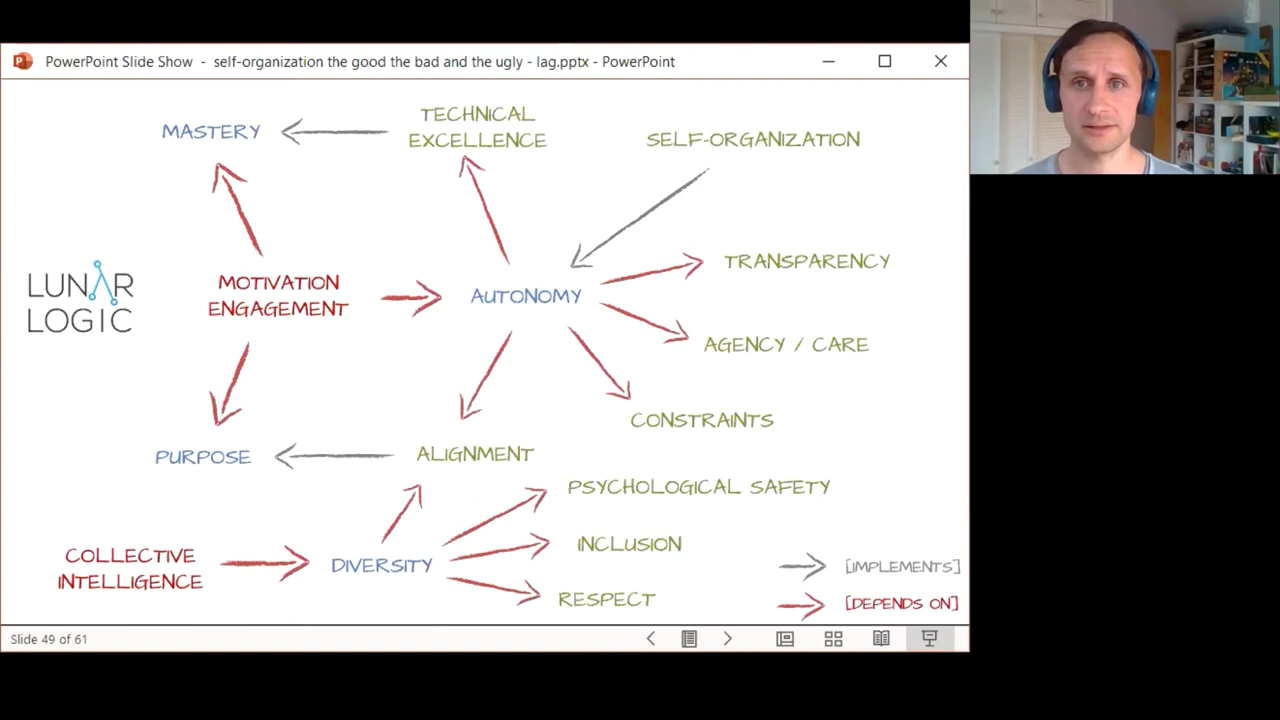 PowerPoint Slide Show - self-organization the good the bad and the ugly - lag.pptx - PowerPoint
MASTERY
TECHNICAL
EXCELLENCE
SELF-ORGANIZATION
LUNAR
LOGIC
MOTIVATION
ENGAGEMENT
AUTONOMY
TRANSPARENCY
AGENCY / CARE
CONSTRAINTS
PURPOSE
ALIGNMENT
PSYCHOLOGICAL SAFETY
COLLECTIVE
INTELLIGENCE
DIVERSITY
INCLUSION
RESPECT
[IMPLEMENTS]
[DEPENDS ON]
Slide 49 of 61